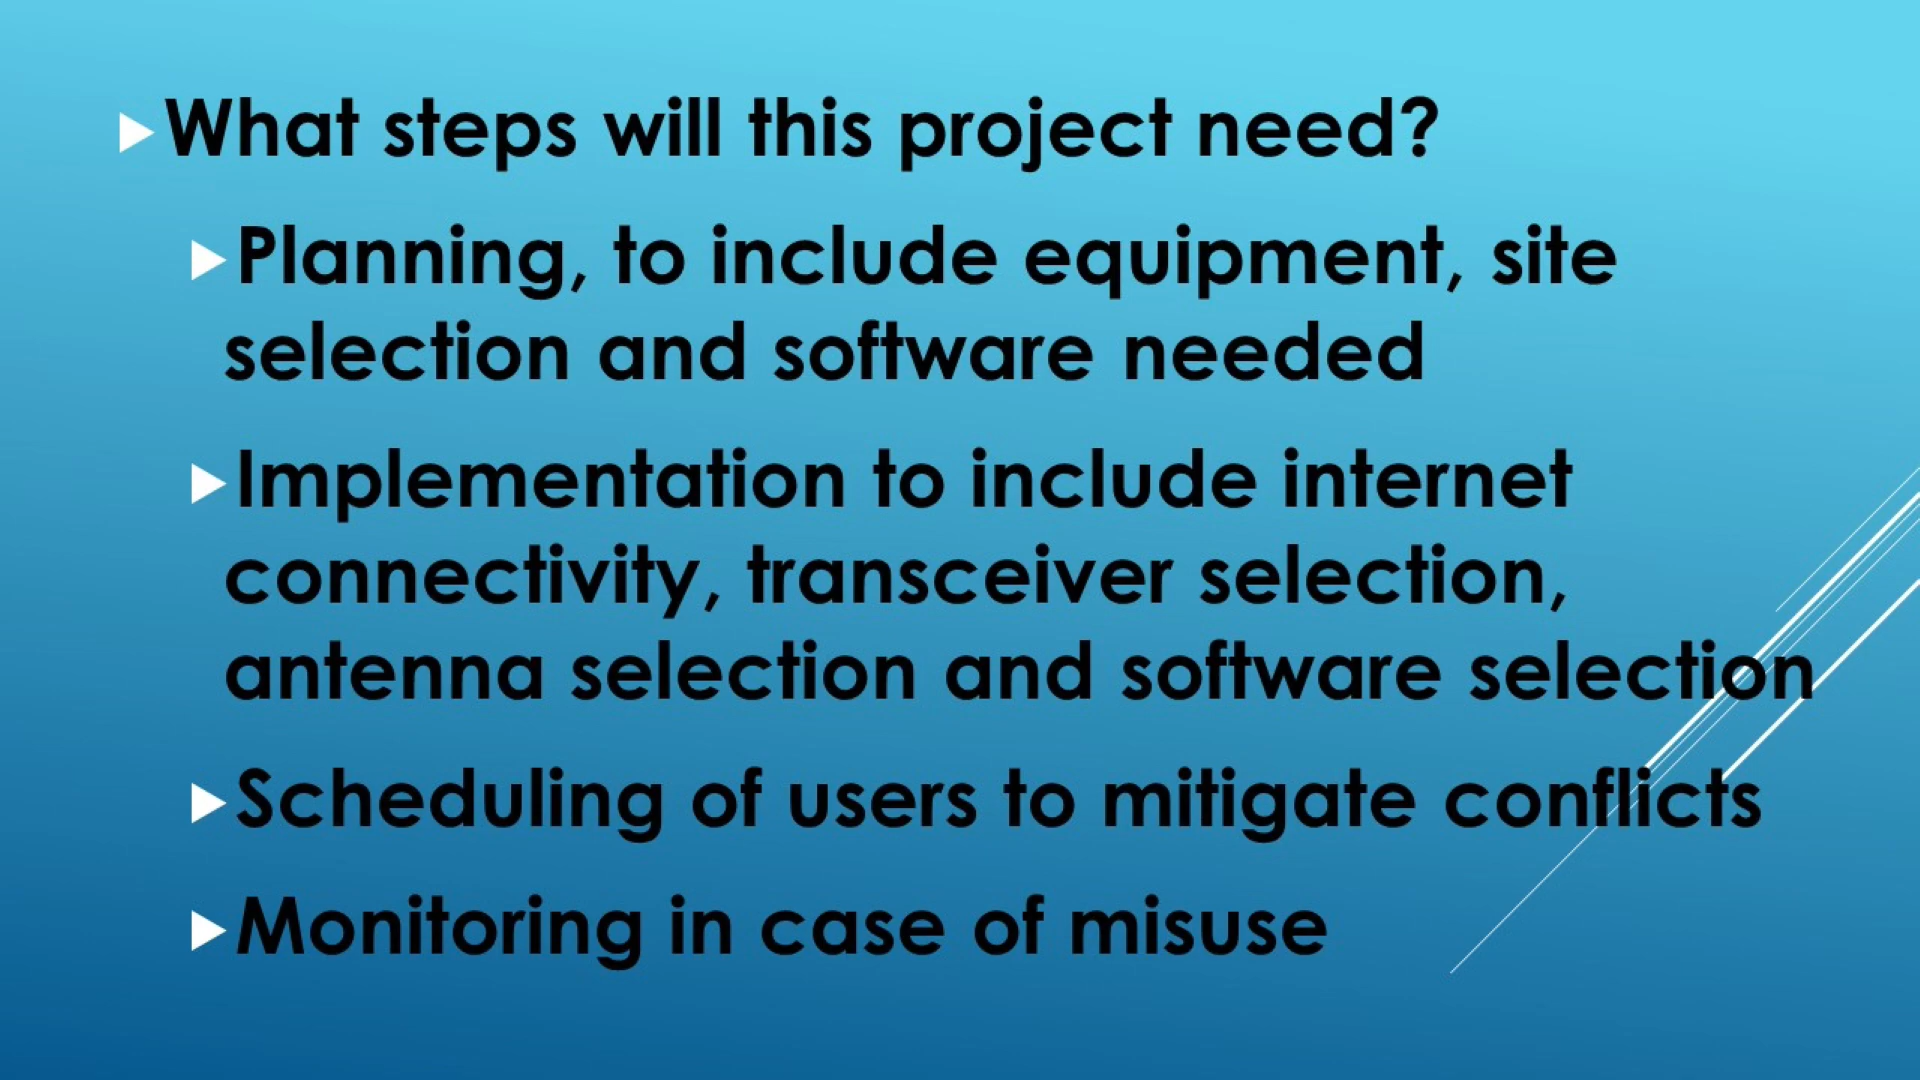 What steps will this project need?
Planning, to include equipment, site
selection and software needed
Implementation to include internet
connectivity, transceiver selection,
antenna selection and software selection
Scheduling of users to mitigate conflicts
Monitoring in case of misuse